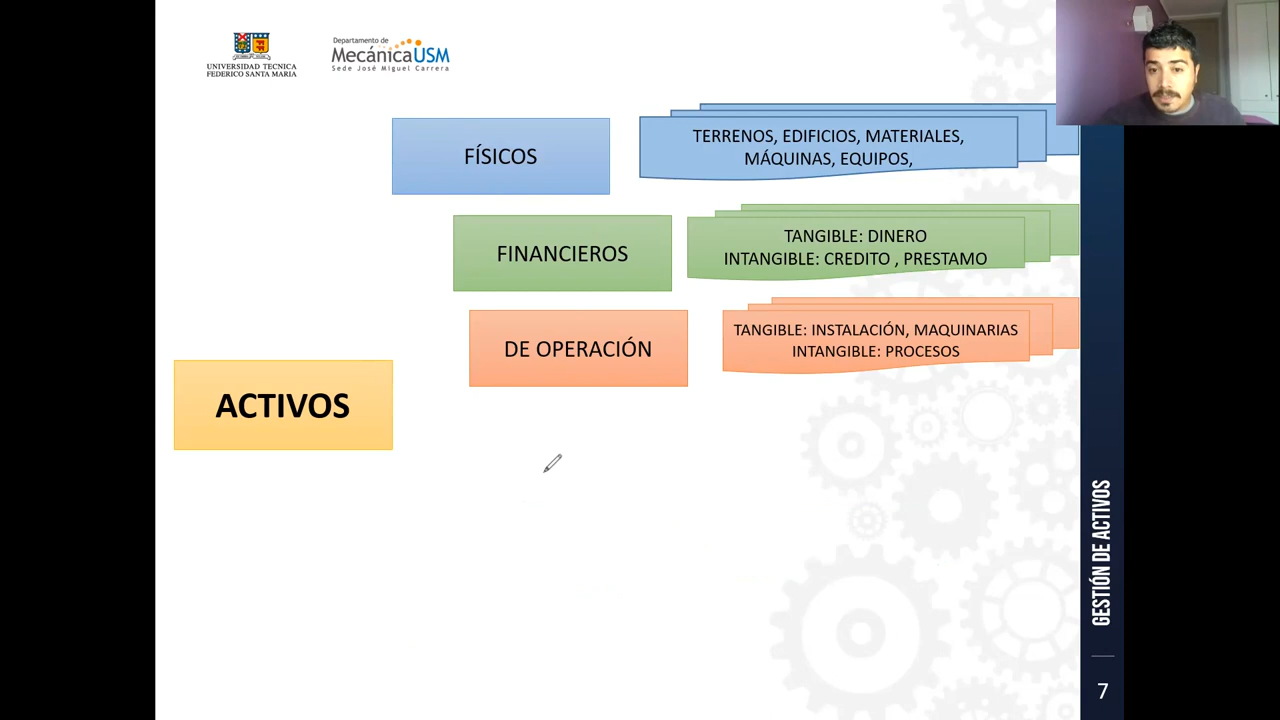 UNIVERSIDAD TECNICA
FEDERICO SANTA MARIA
Departamento de
MecánicaUSM
Sede José Miguel Carrera
FÍSICOS
TERRENOS, EDIFICIOS, MATERIALES,
MÁQUINAS, EQUIPOS,
FINANCIEROS
TANGIBLE: DINERO
INTANGIBLE: CREDITO , PRESTAMO
DE OPERACIÓN
TANGIBLE: INSTALACIÓN, MAQUINARIAS
INTANGIBLE: PROCESOS
ACTIVOS
GESTIÓN DE ACTIVOS
7